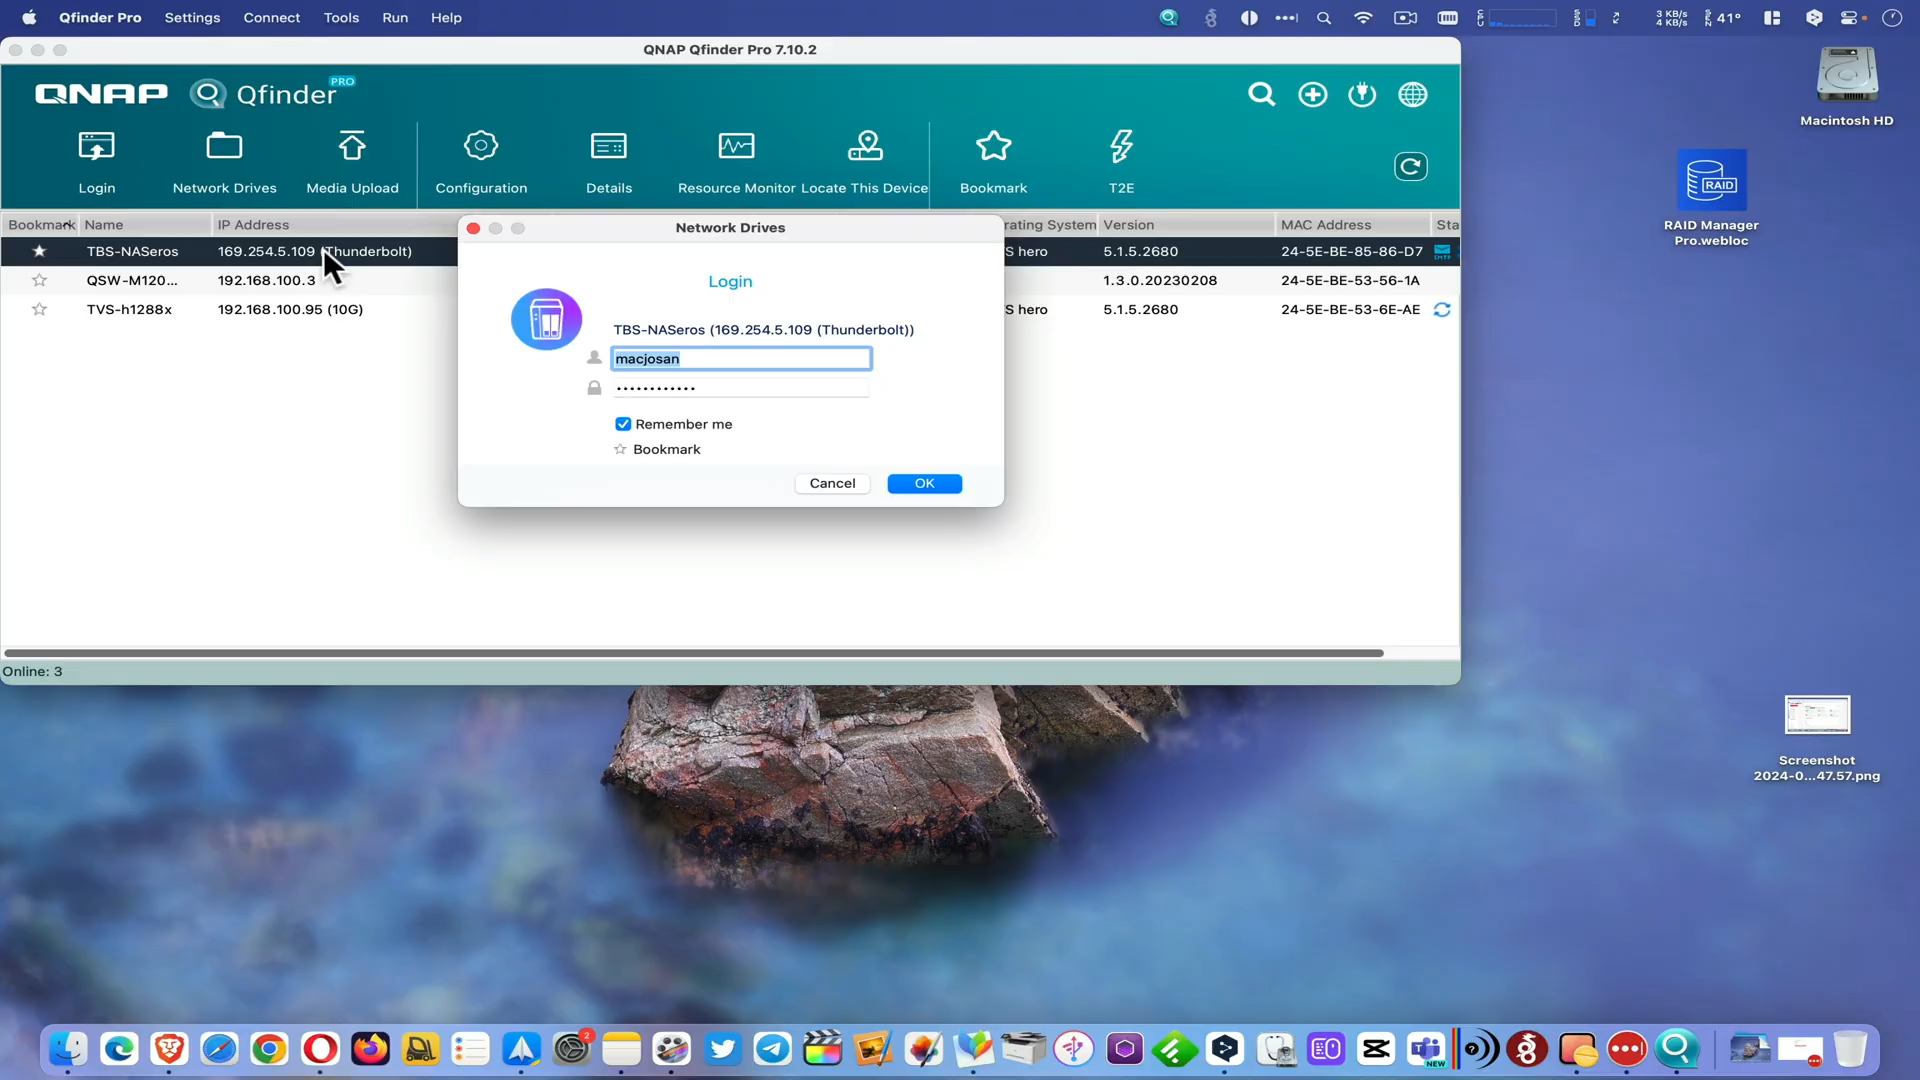 Qfinder Pro Settings Connect Tools Run Help
3 KB/s
4 KB/s
41°
QNAP Qfinder Pro 7.10.2
QNAP Qfinder PRO
Login Network Drives Media Upload Configuration Details Resource Monitor Locate This Device Bookmark T2E
Bookmark Name IP Address rating System Version MAC Address Sta
TBS-NASeros 169.254.5.109 (Thunderbolt) S hero 5.1.5.2680 24-5E-BE-85-86-D7
QSW-M120... 192.168.100.3 1.3.0.20230208 24-5E-BE-53-56-1A
TVS-h1288x 192.168.100.95 (10G) S hero 5.1.5.2680 24-5E-BE-53-6E-AE
Network Drives
Login
TBS-NASeros (169.254.5.109 (Thunderbolt))
macjosan
••••••••••••
Remember me
Bookmark
Cancel OK
Online: 3
Macintosh HD
RAID
RAID Manager
Pro.webloc
Screenshot
2024-0...47.57.png
2
NEW